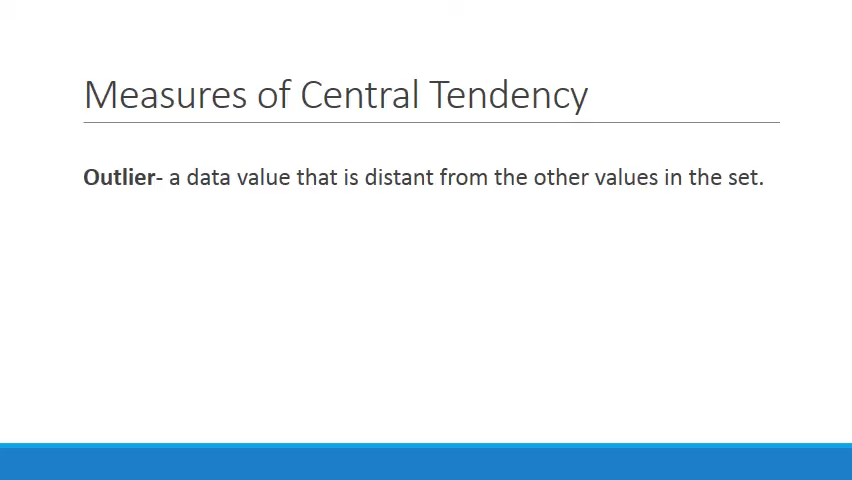 Measures of Central Tendency
Outlier- a data value that is distant from the other values in the set.